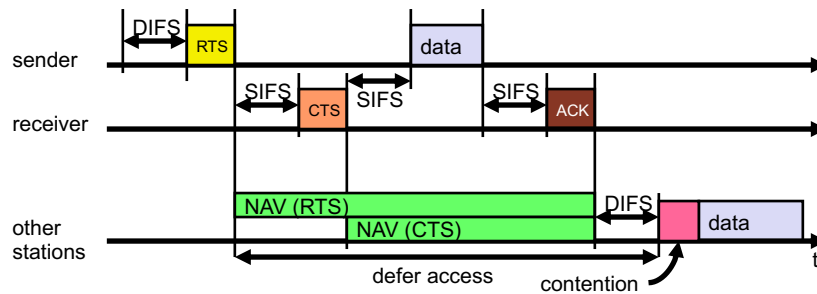 DIFS
RTS
data
sender
SIFS
CTS
SIFS
SIFS
ACK
receiver
NAV (RTS)
DIFS
NAV (CTS)
data
other
stations
t
defer access
contention